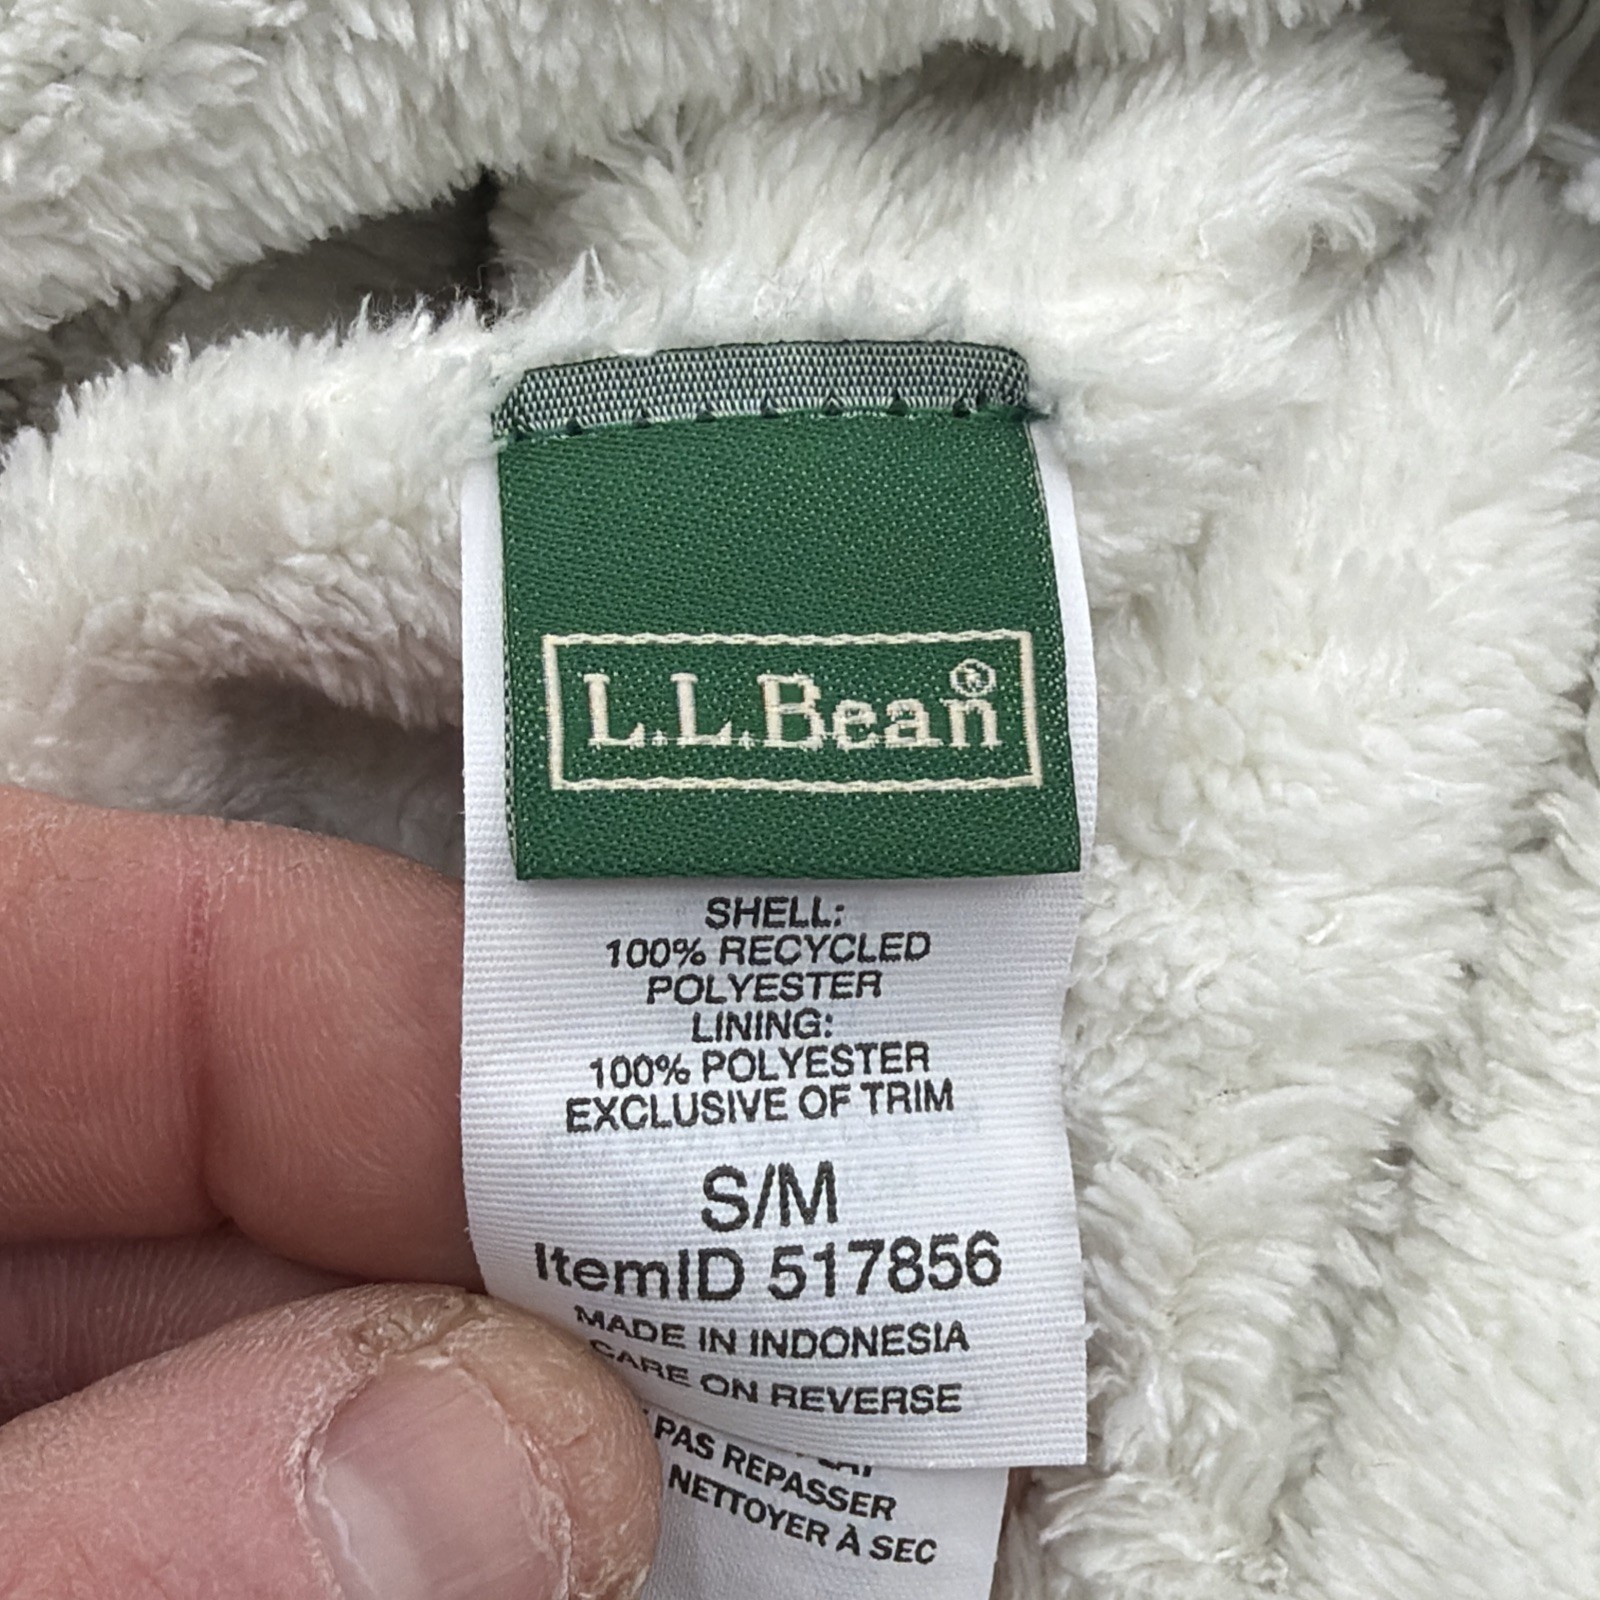 L.L.Bean®
SHELL:
100% RECYCLED
POLYESTER
LINING:
100% POLYESTER
EXCLUSIVE OF TRIM
S/M
ItemID 517856
MADE IN INDONESIA
CARE ON REVERSE
PAS REPASSER
NETTOYER À SEC